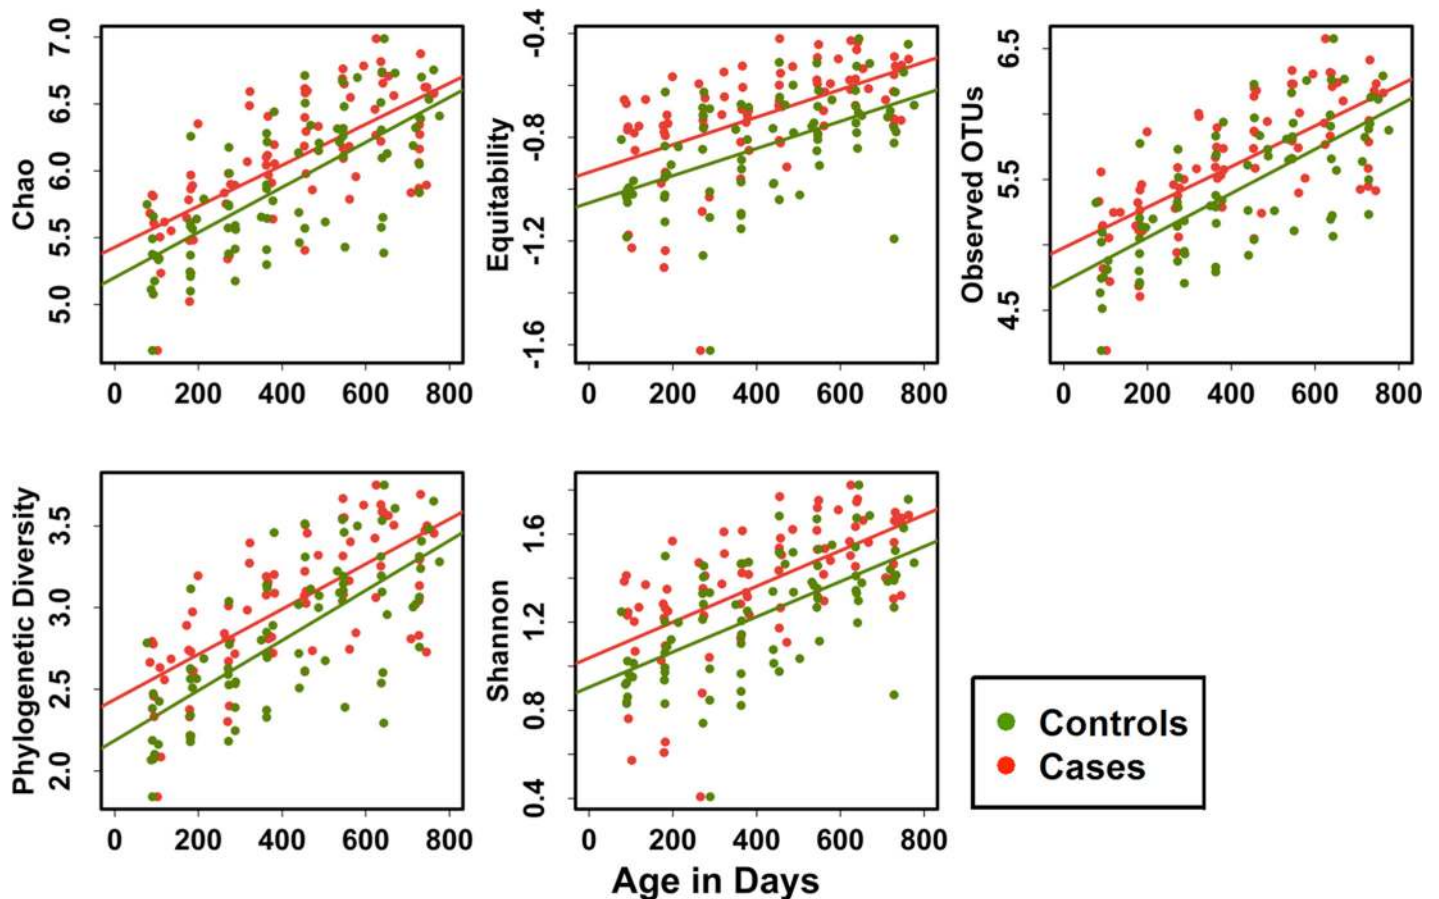 Chao
7.0
6.5
6.0
5.5
5.0
0 200 400 600 800
Equitability
-0.4
-0.8
-1.2
-1.6
0 200 400 600 800
Observed OTUs
6.5
5.5
4.5
0 200 400 600 800
Phylogenetic Diversity
3.5
3.0
2.5
2.0
0 200 400 600 800
Shannon
1.6
1.2
0.8
0.4
0 200 400 600 800
Controls
Cases
Age in Days